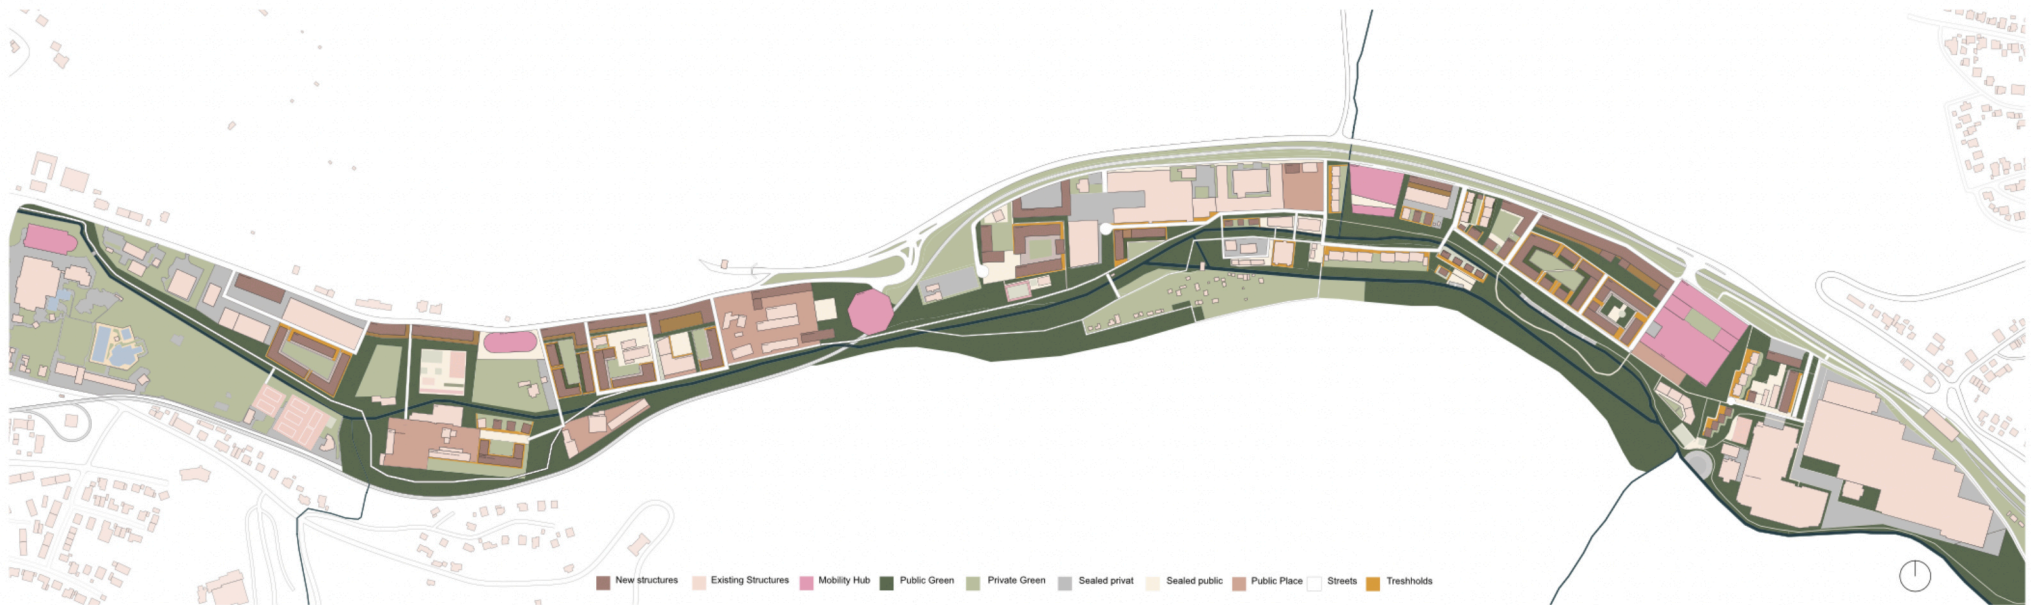 New structures Existing Structures Mobility Hub Public Green Private Green Sealed privat Sealed public Public Place Streets Treshholds